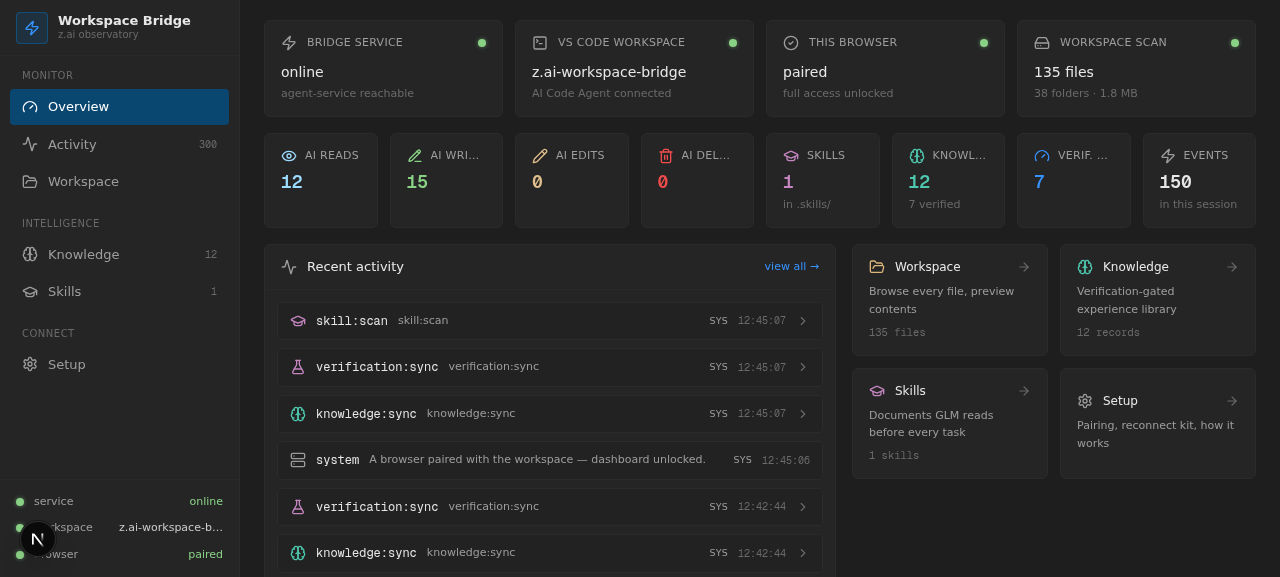 Workspace Bridge
z.ai observatory
MONITOR
Overview
Activity 300
Workspace
INTELLIGENCE
Knowledge 12
Skills 1
CONNECT
Setup
service online
kspace z.ai-workspace-b...
owser paired
N
BRIDGE SERVICE
online
agent-service reachable
VS CODE WORKSPACE
z.ai-workspace-bridge
AI Code Agent connected
THIS BROWSER
paired
full access unlocked
WORKSPACE SCAN
135 files
38 folders · 1.8 MB
AI READS
12
AI WRI...
15
AI EDITS
0
AI DEL...
0
SKILLS
1
in .skills/
KNOWL...
12
7 verified
VERIF. ...
7
EVENTS
150
in this session
Recent activity view all →
skill:scan skill:scan SYS 12:45:07
verification:sync verification:sync SYS 12:45:07
knowledge:sync knowledge:sync SYS 12:45:07
system A browser paired with the workspace — dashboard unlocked. SYS 12:45:06
verification:sync verification:sync SYS 12:42:44
knowledge:sync knowledge:sync SYS 12:42:44
Workspace
Browse every file, preview
contents
135 files
Knowledge
Verification-gated
experience library
12 records
Skills
Documents GLM reads
before every task
1 skills
Setup
Pairing, reconnect kit, how it
works